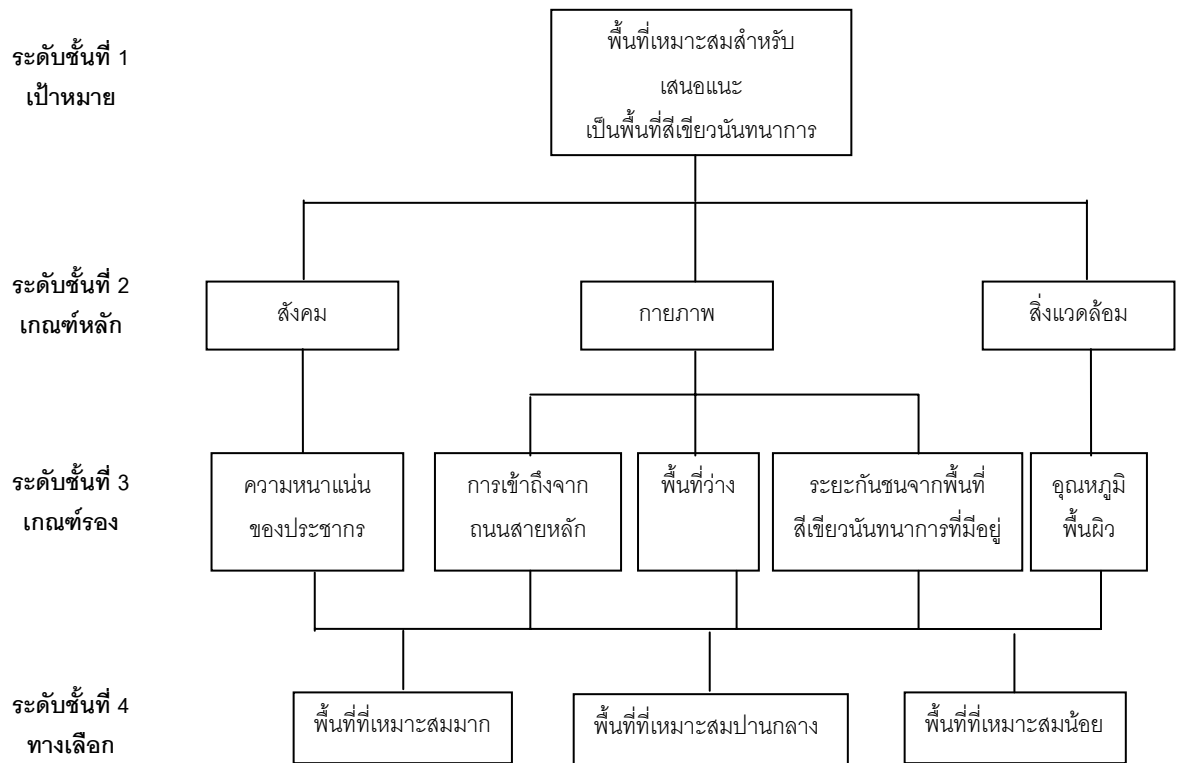 ระดับชั้นที่ 1
เป้าหมาย
พื้นที่เหมาะสมสำหรับ
เสนอแนะ
เป็นพื้นที่สีเขียวนันทนาการ
ระดับชั้นที่ 2
เกณฑ์หลัก
สังคม
กายภาพ
สิ่งแวดล้อม
ระดับชั้นที่ 3
เกณฑ์รอง
ความหนาแน่น
ของประชากร
การเข้าถึงจาก
ถนนสายหลัก
พื้นที่ว่าง
ระยะกันชนจากพื้นที่
สีเขียวนันทนาการที่มีอยู่
อุณหภูมิ
พื้นผิว
ระดับชั้นที่ 4
ทางเลือก
พื้นที่ที่เหมาะสมมาก
พื้นที่ที่เหมาะสมปานกลาง
พื้นที่ที่เหมาะสมน้อย